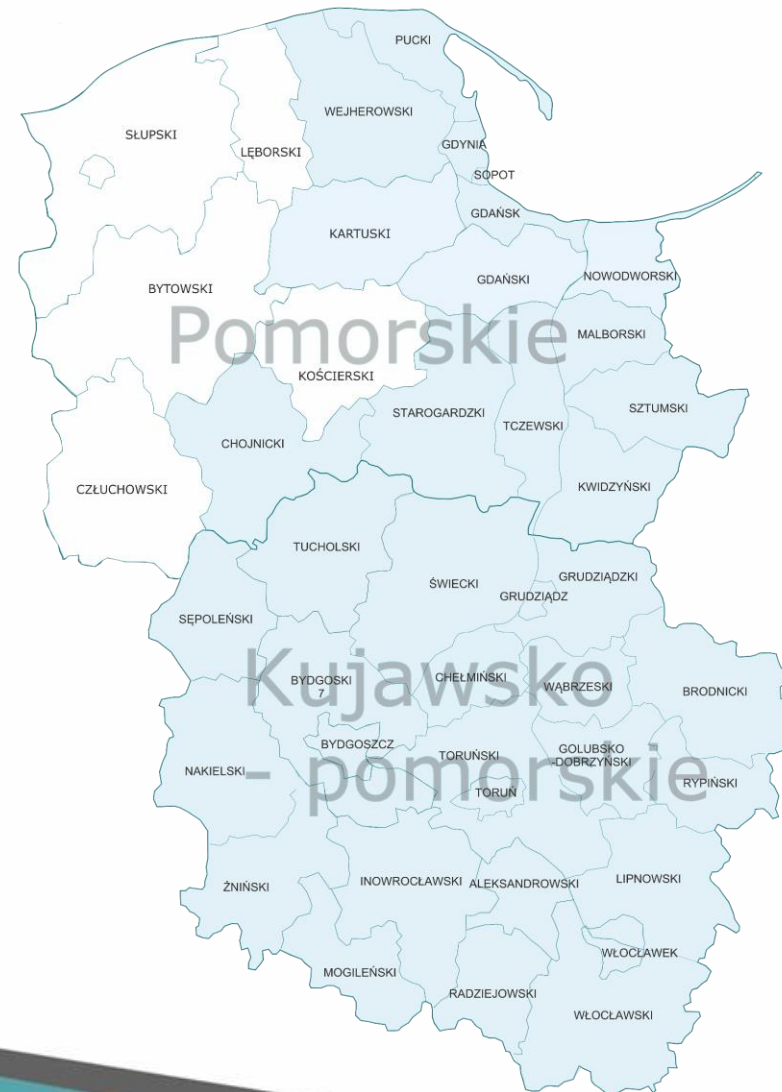 PUCKI
WEJHEROWSKI
SŁUPSKI
LĘBORSKI
GDYNIA
SOPOT
GDAŃSK
KARTUSKI
GDAŃSKI
NOWODWORSKI
BYTOWSKI
Pomorskie
MALBORSKI
KOŚCIERSKI
STAROGARDZKI
SZTUMSKI
TCZEWSKI
CHOJNICKI
CZŁUCHOWSKI
KWIDZYŃSKI
TUCHOLSKI
GRUDZIĄDZKI
ŚWIECKI
GRUDZIĄDZ
SĘPOLEŃSKI
Kujawsko
BYDGOSKI
7
CHEŁMIŃSKI
WĄBRZESKI
BRODNICKI
BYDGOSZCZ
TORUŃSKI
GOLUBSKO
-DOBRZYŃSKI
NAKIELSKI
- pomorskie
RYPIŃSKI
TORUŃ
ŻNIŃSKI
INOWROCŁAWSKI
ALEKSANDROWSKI
LIPNOWSKI
WŁOCŁAWEK
MOGILEŃSKI
RADZIEJOWSKI
WŁOCŁAWSKI